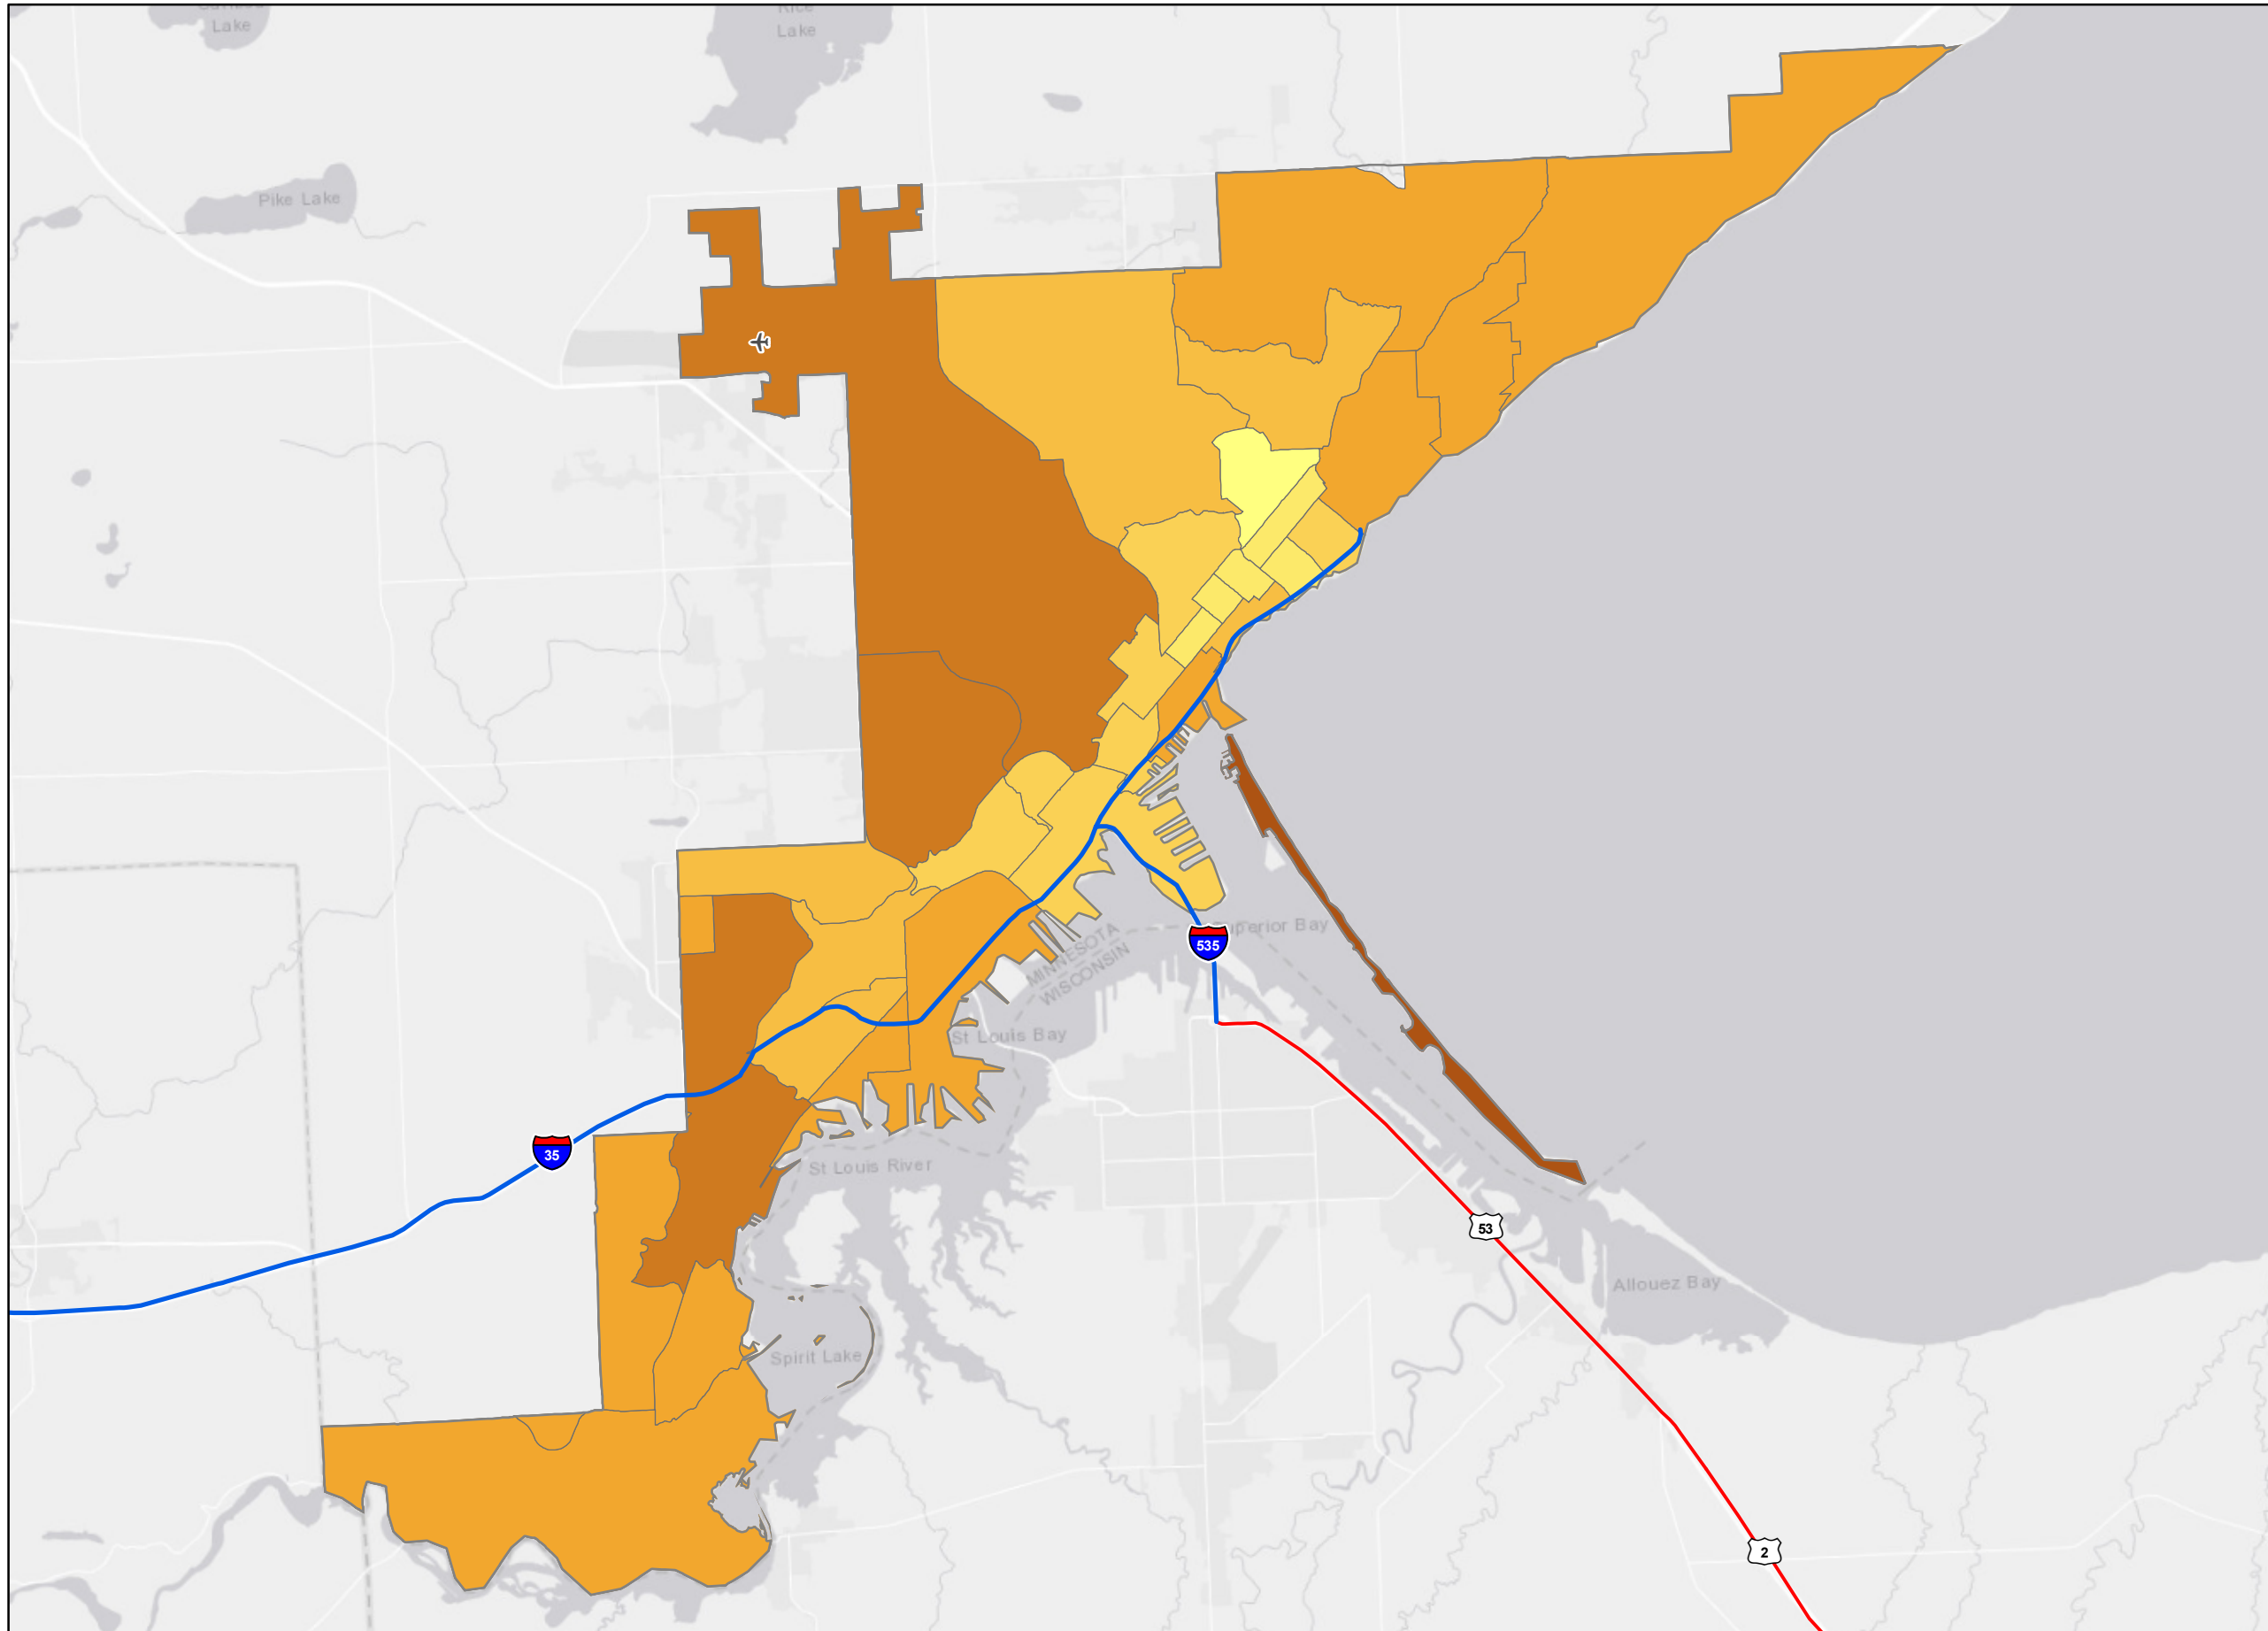 Lake
Rice
Lake
Pike Lake
MINNESOTA
WISCONSIN
Superior Bay
535
St Louis Bay
35
St Louis River
53
Allouez Bay
Spirit Lake
2